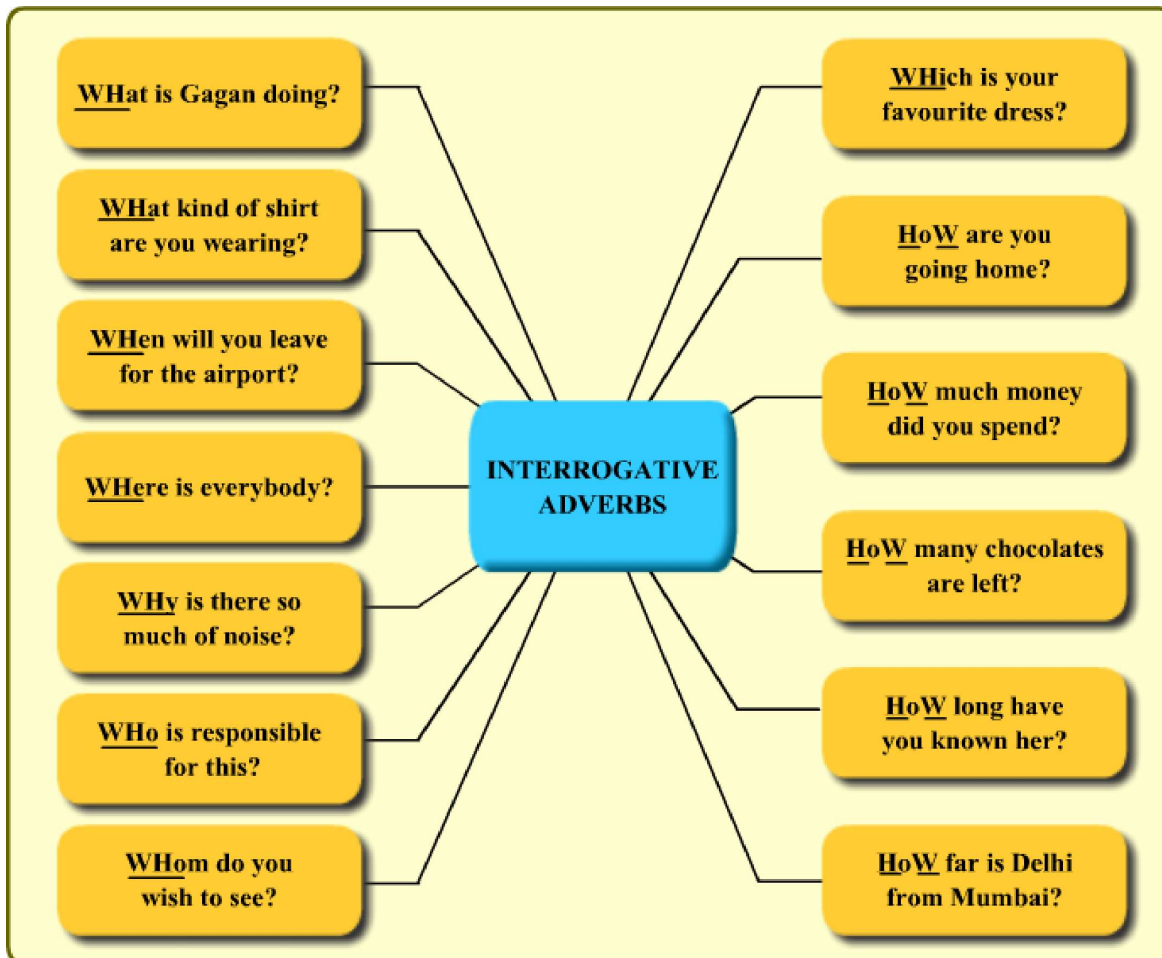 WHat is Gagan doing?
WHat kind of shirt
are you wearing?
WHen will you leave
for the airport?
WHere is everybody?
WHy is there so
much of noise?
WHo is responsible
for this?
WHom do you
wish to see?
INTERROGATIVE
ADVERBS
WHich is your
favourite dress?
HoW are you
going home?
HoW much money
did you spend?
HoW many chocolates
are left?
HoW long have
you known her?
HoW far is Delhi
from Mumbai?